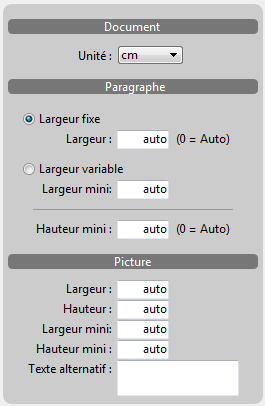 Document
Unité : cm
Paragraphe
Largeur fixe
Largeur : auto (0 = Auto)
Largeur variable
Largeur mini: auto
Hauteur mini : auto (0 = Auto)
Picture
Largeur : auto
Hauteur : auto
Largeur mini: auto
Hauteur mini : auto
Texte alternatif :